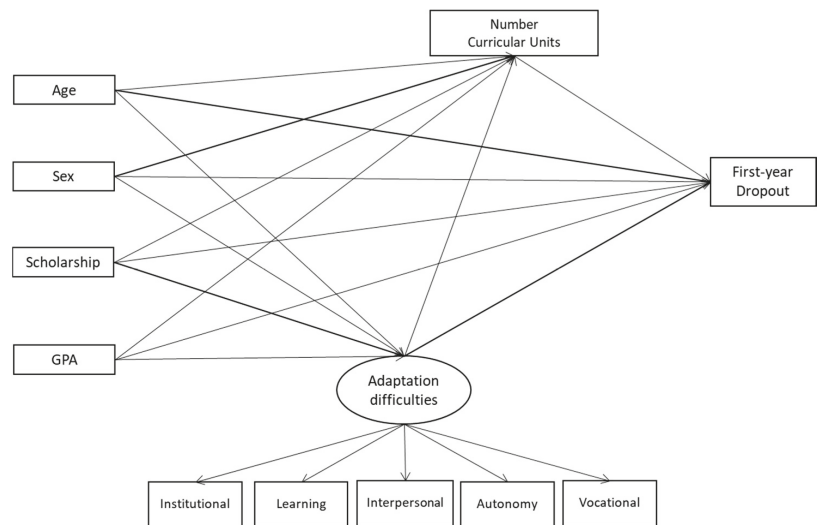 Number
Curricular Units
Age
Sex
First-year
Dropout
Scholarship
GPA
Adaptation
difficulties
Institutional
Learning
Interpersonal
Autonomy
Vocational